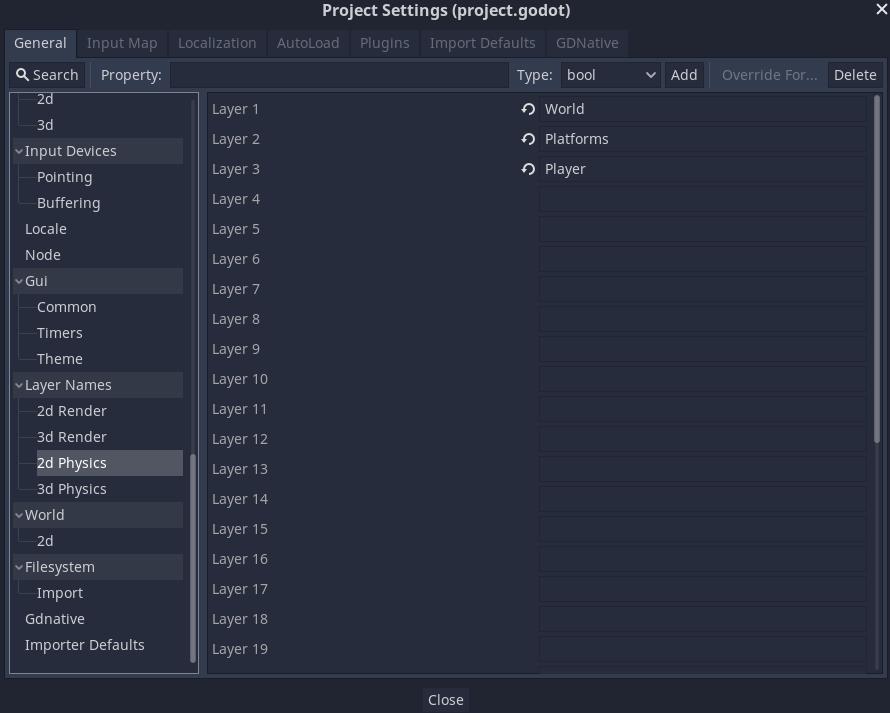 Project Settings (project.godot)
General Input Map Localization AutoLoad Plugins Import Defaults GDNative
Search Property: Type: bool Add Override For... Delete
2d
3d
Input Devices
Pointing
Buffering
Locale
Node
Gui
Common
Timers
Theme
Layer Names
2d Render
3d Render
2d Physics
3d Physics
World
2d
Filesystem
Import
Gdnative
Importer Defaults
Layer 1 World
Layer 2 Platforms
Layer 3 Player
Layer 4
Layer 5
Layer 6
Layer 7
Layer 8
Layer 9
Layer 10
Layer 11
Layer 12
Layer 13
Layer 14
Layer 15
Layer 16
Layer 17
Layer 18
Layer 19
Close